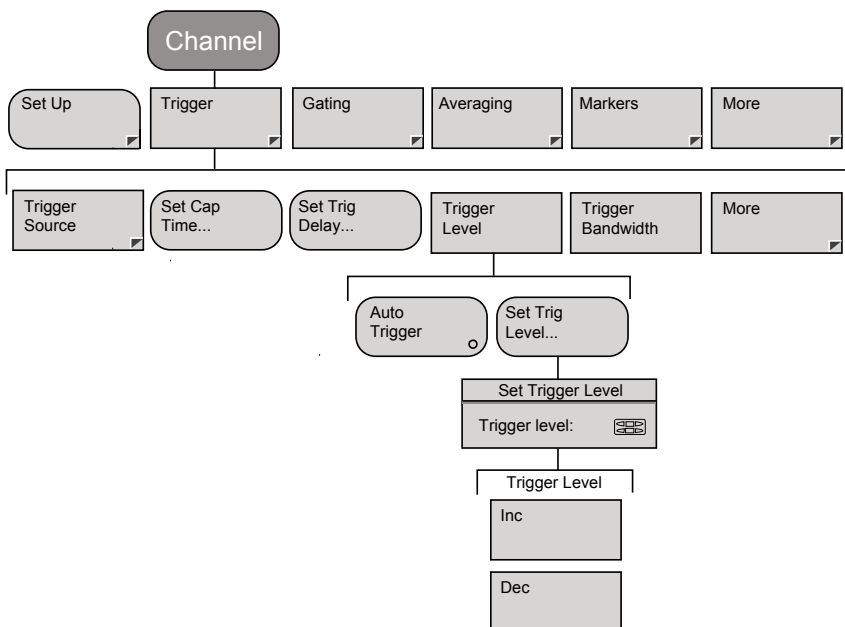 Channel
Set Up
Trigger
Gating
Averaging
Markers
More
Trigger
Source
Set Cap
Time...
Set Trig
Delay...
Trigger
Level
Trigger
Bandwidth
More
Auto
Trigger
Set Trig
Level...
Set Trigger Level
Trigger level:
Trigger Level
Inc
Dec